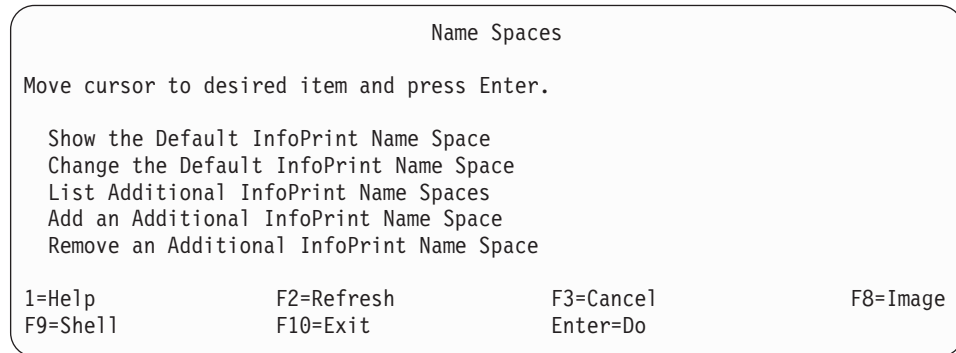 Name Spaces
Move cursor to desired item and press Enter.
Show the Default InfoPrint Name Space
Change the Default InfoPrint Name Space
List Additional InfoPrint Name Spaces
Add an Additional InfoPrint Name Space
Remove an Additional InfoPrint Name Space
1=Help F2=Refresh F3=Cancel F8=Image
F9=Shell F10=Exit Enter=Do